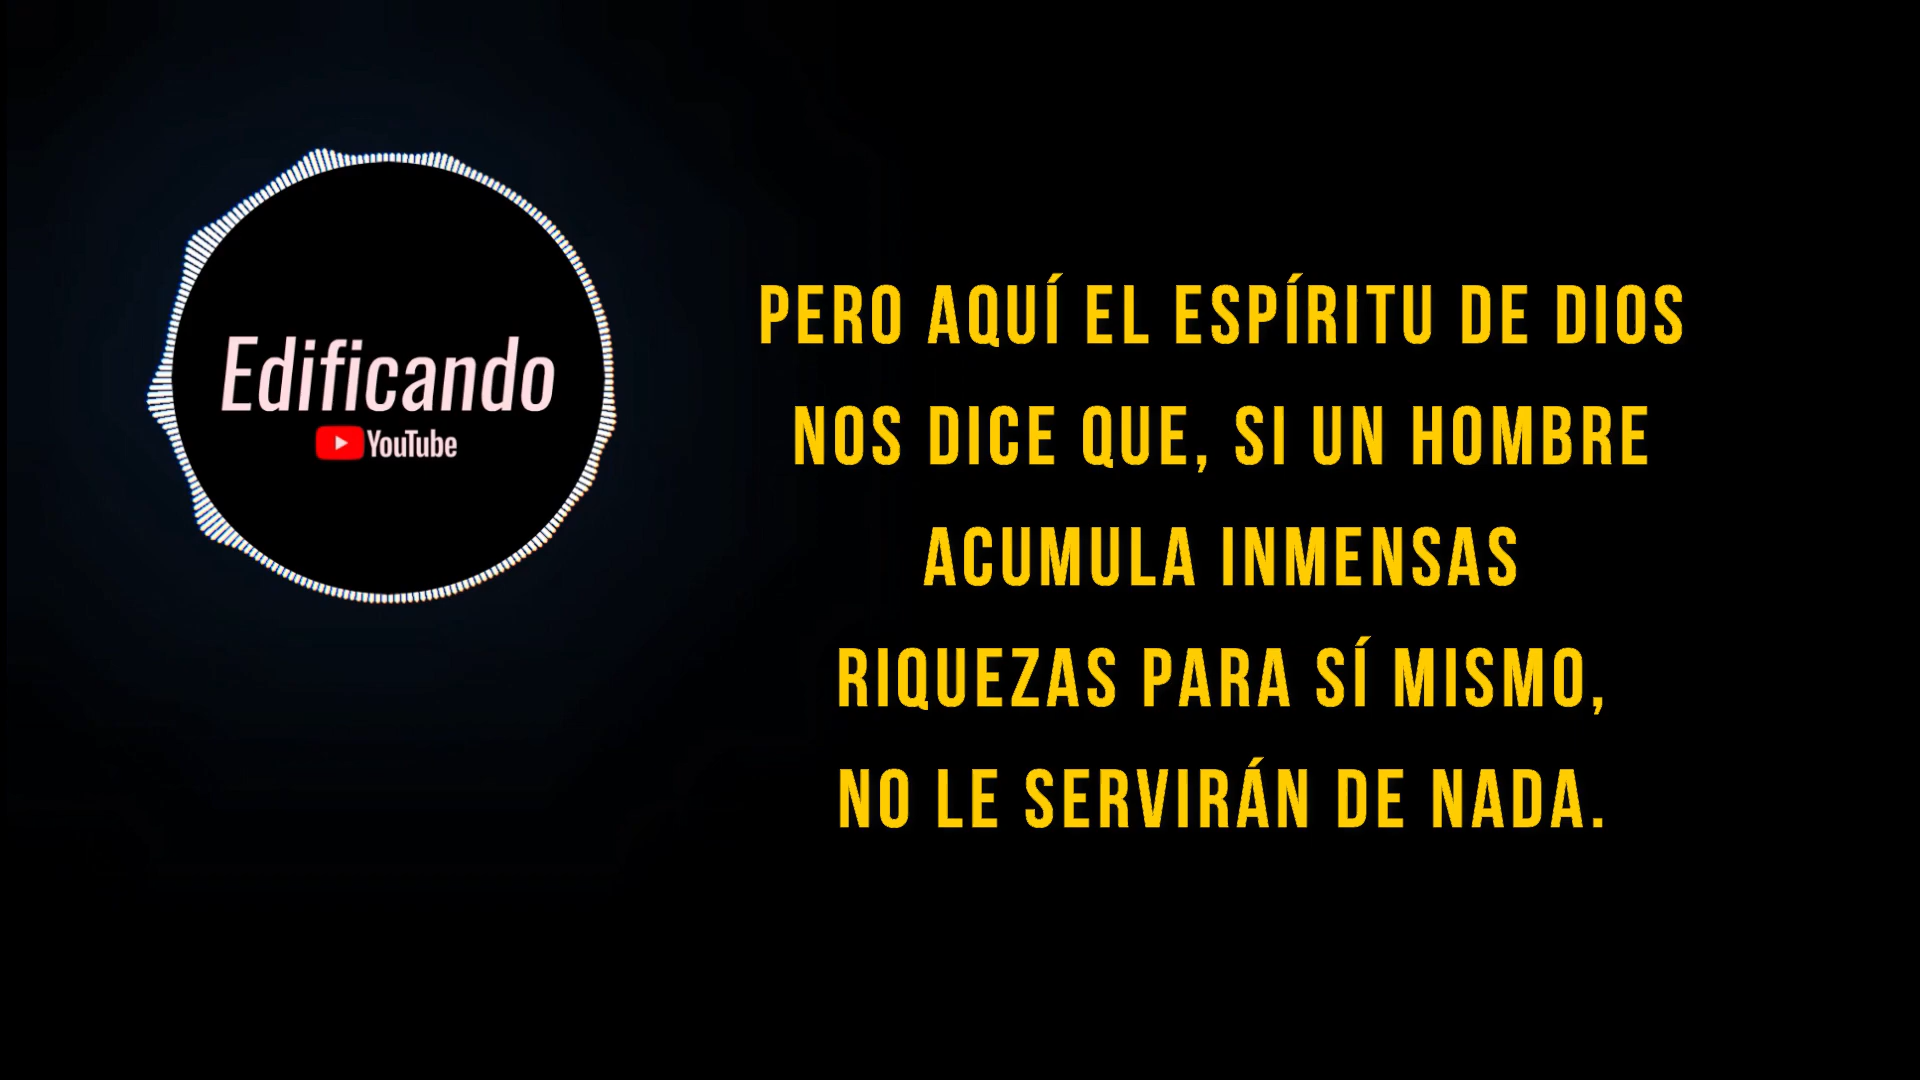 Edificando
YouTube
PERO AQUÍ EL ESPÍRITU DE DIOS
NOS DICE QUE, SI UN HOMBRE
ACUMULA INMENSAS
RIQUEZAS PARA SÍ MISMO,
NO LE SERVIRÁN DE NADA.